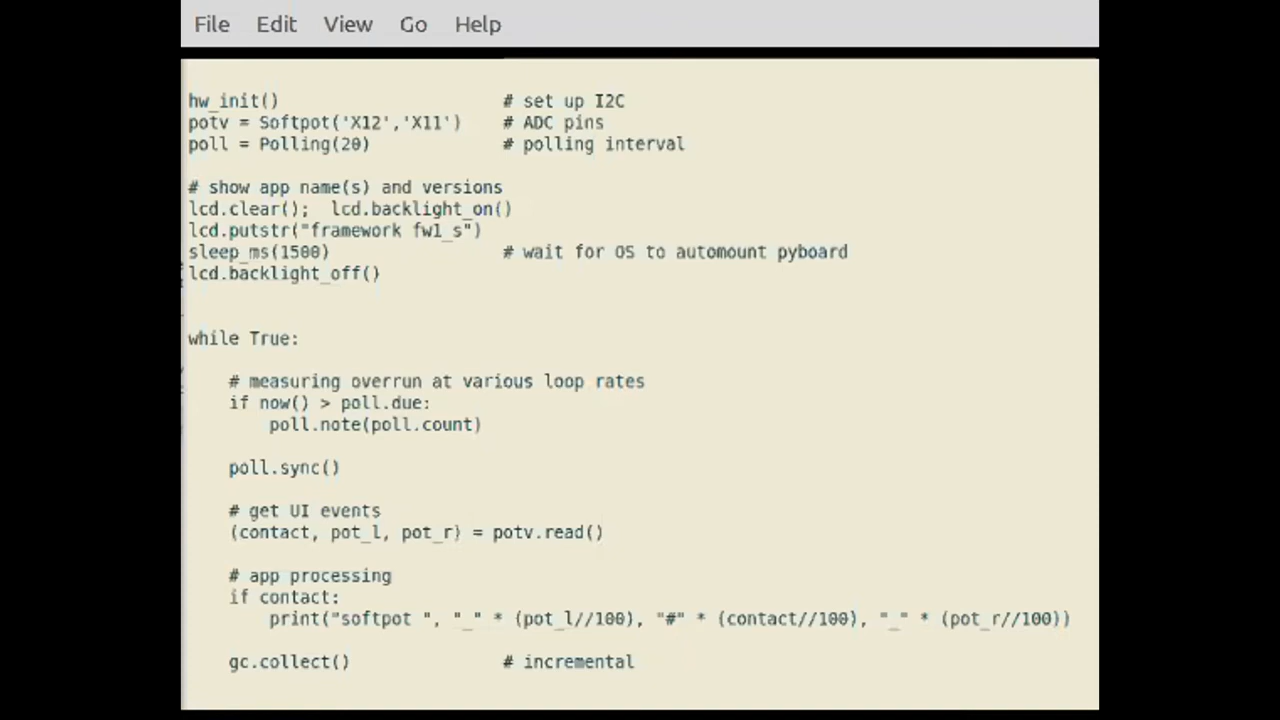 File Edit View Go Help
hw_init() # set up I2C
potv = Softpot('X12','X11') # ADC pins
poll = Polling(20) # polling interval
# show app name(s) and versions
lcd.clear(); lcd.backlight_on()
lcd.putstr("framework fw1_s")
sleep_ms(1500) # wait for OS to automount pyboard
lcd.backlight_off()
while True:
# measuring overrun at various loop rates
if now() > poll.due:
poll.note(poll.count)
poll.sync()
# get UI events
(contact, pot_l, pot_r) = potv.read()
# app processing
if contact:
print("softpot ", "_" * (pot_l//100), "#" * (contact//100), "_" * (pot_r//100))
gc.collect() # incremental